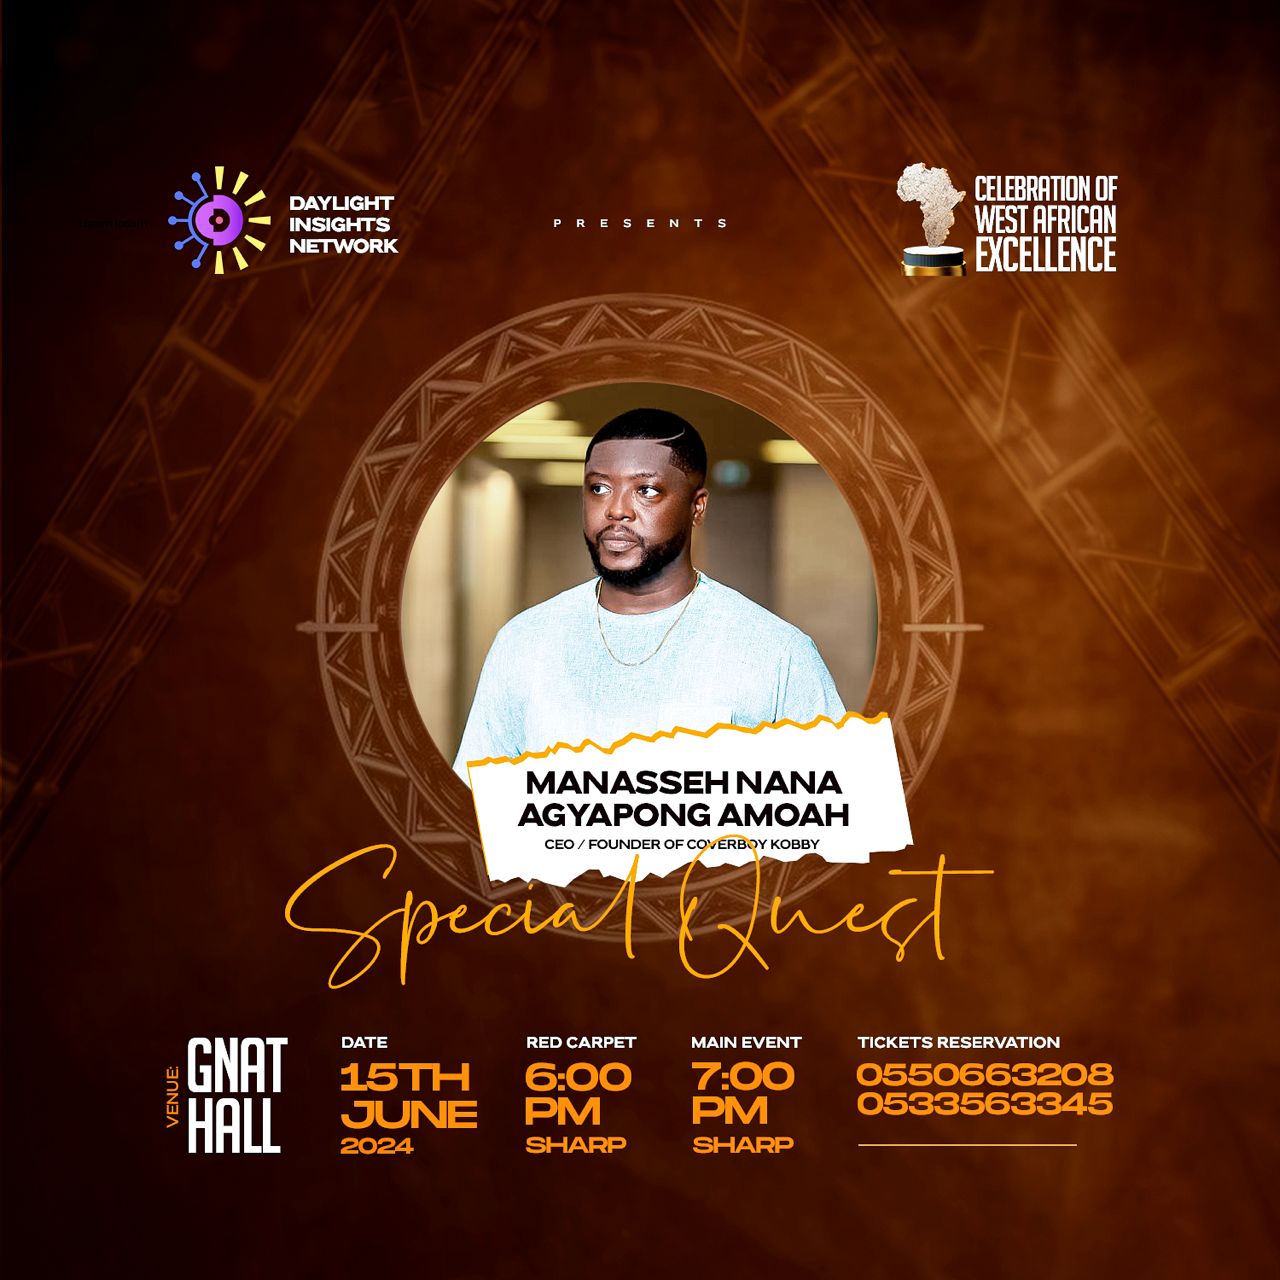 DAYLIGHT
INSIGHTS
NETWORK
PRESENTS
CELEBRATION OF
WEST AFRICAN
EXCELLENCE
MANASSEH NANA
AGYAPONG AMOAH
CEO / FOUNDER OF COVERBOY KOBBY
Special Quest
VENUE:
GNAT
HALL
DATE
15TH
JUNE
2024
RED CARPET
6:00
PM
SHARP
MAIN EVENT
7:00
PM
SHARP
TICKETS RESERVATION
0550663208
0533563345